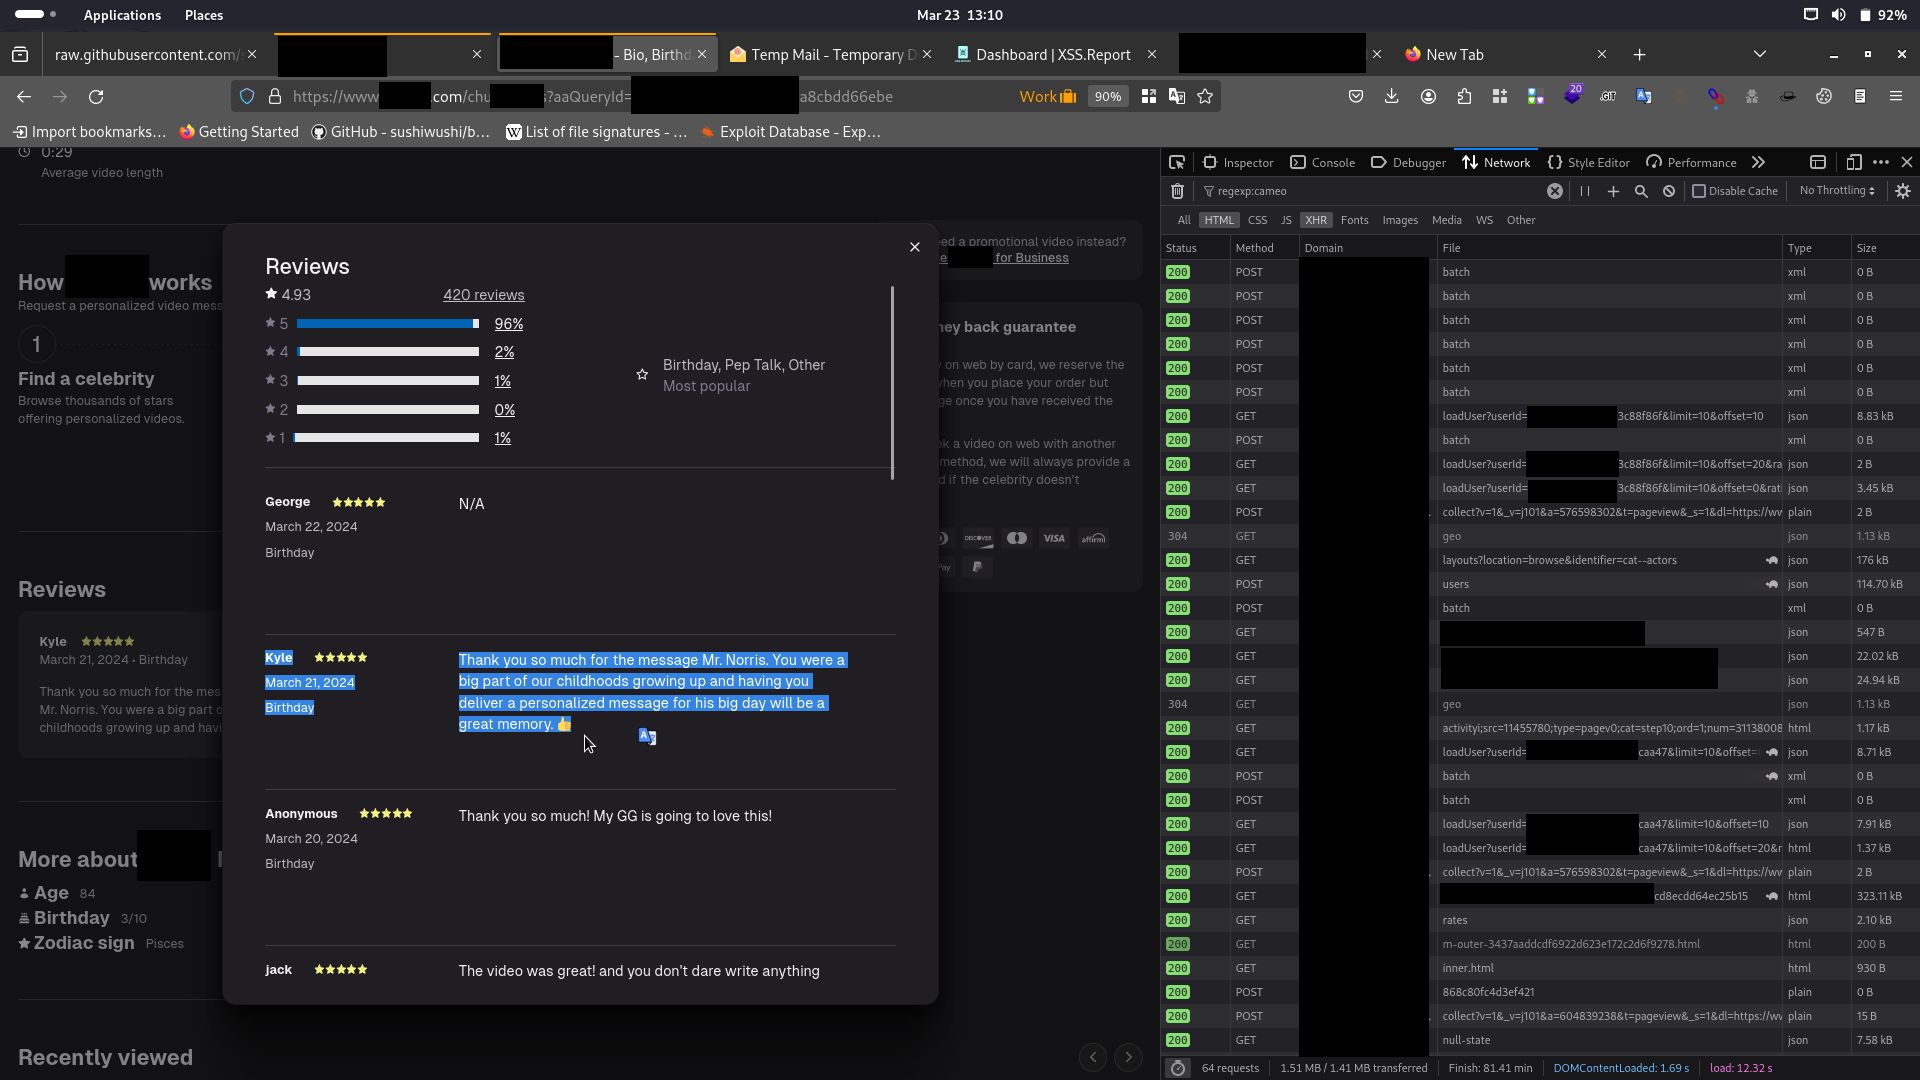 Applications Places Mar 23 13:10 92%
raw.githubusercontent.com/ - Bio, Birthd Temp Mail - Temporary D Dashboard | XSS.Report New Tab
https://www .com/chu s?aaQueryId= a8cbdd66ebe Work 90% 20 .GIT
Import bookmarks... Getting Started GitHub - sushiwushi/b... List of file signatures - ... Exploit Database - Exp...
0:29
Average video length
How works
Request a personalized video mess
1
Find a celebrity
Browse thousands of stars
offering personalized videos.
Reviews
Kyle
March 21, 2024 • Birthday
Thank you so much for the mes
Mr. Norris. You were a big part o
childhoods growing up and havi
More about
Age 84
Birthday 3/10
Zodiac sign Pisces
Recently viewed
Reviews
4.93 420 reviews
5 96%
4 2%
3 1%
2 0%
1 1%
Birthday, Pep Talk, Other
Most popular
George N/A
March 22, 2024
Birthday
Kyle
March 21, 2024
Birthday
Thank you so much for the message Mr. Norris. You were a
big part of our childhoods growing up and having you
deliver a personalized message for his big day will be a
great memory. 👍
Anonymous Thank you so much! My GG is going to love this!
March 20, 2024
Birthday
jack The video was great! and you don't dare write anything
eed a promotional video instead?
for Business
ney back guarantee
on web by card, we reserve the
when you place your order but
ge once you have received the
ok a video on web with another
method, we will always provide a
d if the celebrity doesn't
DISCOVER VISA affirm
Pay
Inspector Console Debugger Network Style Editor Performance
regexp:cameo Disable Cache No Throttling
All HTML CSS JS XHR Fonts Images Media WS Other
Status Method Domain File Type Size
200 POST batch xml 0 B
200 POST batch xml 0 B
200 POST batch xml 0 B
200 POST batch xml 0 B
200 POST batch xml 0 B
200 POST batch xml 0 B
200 GET loadUser?userId= 3c88f86f&limit=10&offset=10 json 8.83 kB
200 POST batch xml 0 B
200 GET loadUser?userId= 3c88f86f&limit=10&offset=20&ra json 2 B
200 GET loadUser?userId= 3c88f86f&limit=10&offset=0&rat json 3.45 kB
200 POST collect?v=1&_v=j101&a=576598302&t=pageview&_s=1&dl=https://ww plain 2 B
304 GET geo json 1.13 kB
200 GET layouts?location=browse&identifier=cat--actors json 176 kB
200 POST users json 114.70 kB
200 POST batch xml 0 B
200 GET json 547 B
200 GET json 22.02 kB
200 GET json 24.94 kB
304 GET geo json 1.13 kB
200 GET activityi;src=11455780;type=pagev0;cat=step10;ord=1;num=31138008 html 1.17 kB
200 GET loadUser?userId= caa47&limit=10&offset= json 8.71 kB
200 POST batch xml 0 B
200 POST batch xml 0 B
200 GET loadUser?userId= caa47&limit=10&offset=10 json 7.91 kB
200 GET loadUser?userId= caa47&limit=10&offset=20&r html 1.37 kB
200 POST collect?v=1&_v=j101&a=576598302&t=pageview&_s=1&dl=https://ww plain 2 B
200 GET cd8ecdd64ec25b15 html 323.11 kB
200 GET rates json 2.10 kB
200 GET m-outer-3437aaddcdf6922d623e172c2d6f9278.html html 200 B
200 GET inner.html html 930 B
200 POST 868c80fc4d3ef421 plain 0 B
200 POST collect?v=1&_v=j101&a=604839238&t=pageview&_s=1&dl=https://ww plain 15 B
200 GET null-state json 7.58 kB
64 requests 1.51 MB / 1.41 MB transferred Finish: 81.41 min DOMContentLoaded: 1.69 s load: 12.32 s